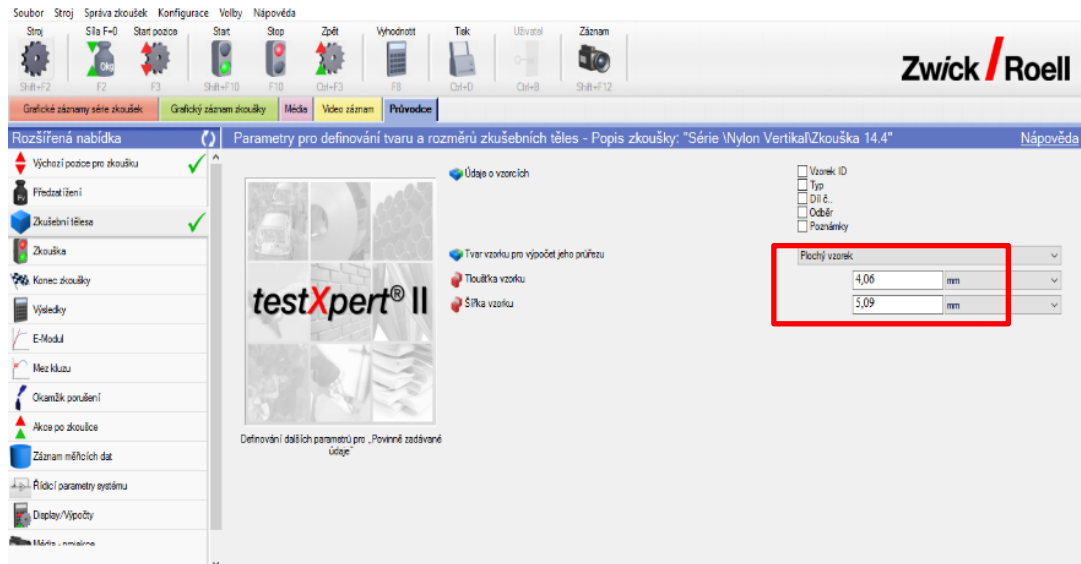 Soubor Stroj Správa zkoušek Konfigurace Volby Nápověda
Stroj Síla F=0 Start pozice Start Stop Zpět Vyhodnotit Tisk Uživatel Záznam
0kg
Shift+F2 F2 F3 Shift+F10 F10 Ctrl+F3 F8 Ctrl+D Ctrl+B Shift+F12
Zwick Roell
Grafické záznamy série zkoušek Grafický záznam zkoušky Média Video záznam Průvodce
Rozšířená nabídka
Parametry pro definování tvaru a rozměrů zkušebních těles - Popis zkoušky: "Série \Nylon Vertikal\Zkouška 14.4" Nápověda
Výchozí pozice pro zkoušku
Předzatížení
Zkušební tělesa
Zkouška
Konec zkoušky
Výsledky
E-Modul
Mez kluzu
Okamžik porušení
Akce po zkoušce
Záznam měřících dat
Řídicí parametry systému
Display/Výpočty
Média - projekce
testXpert® II
Definování dalších parametrů pro „Povinně zadávané
údaje"
Údaje o vzorcích
Vzorek ID
Typ
Díl č..
Odběr
Poznámky
Tvar vzorku pro výpočet jeho průřezu Plochý vzorek
Tloušťka vzorku 4,06 mm
Šířka vzorku 5,09 mm